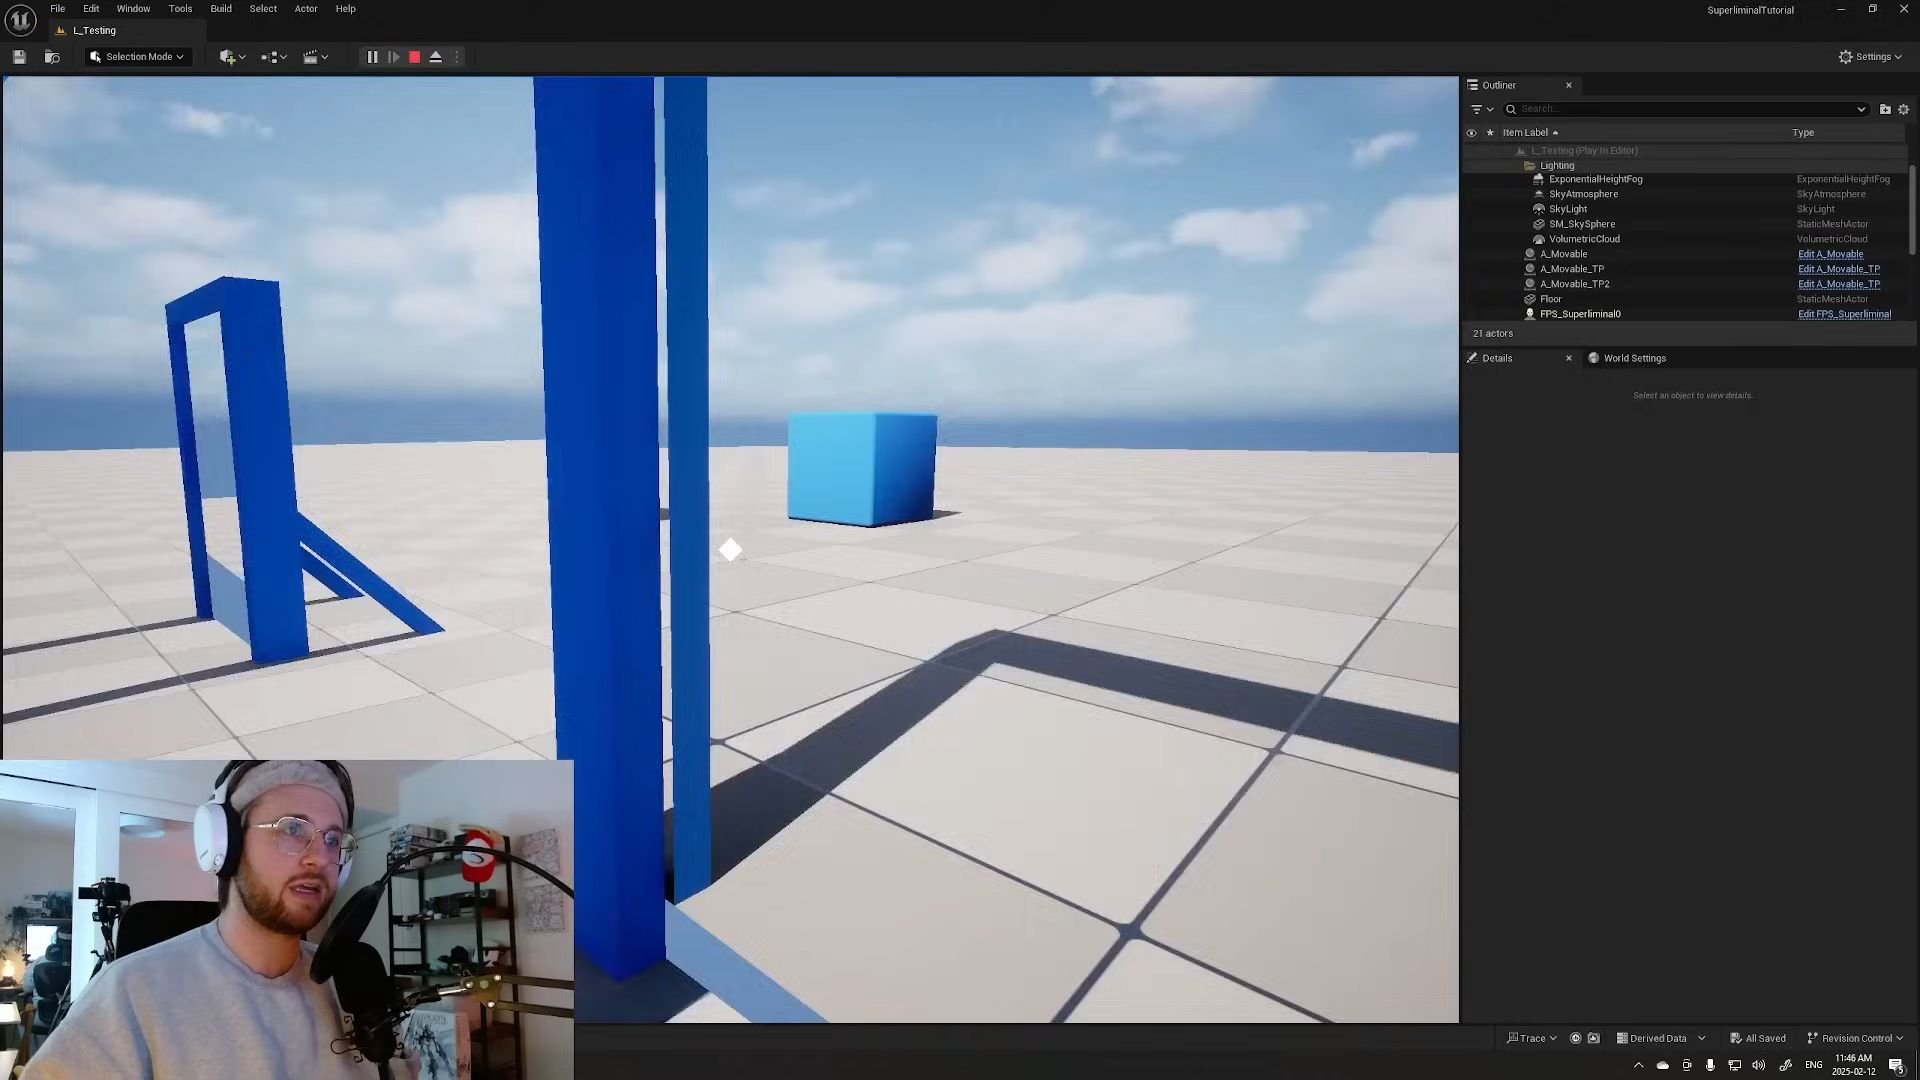 File Edit Window Tools Build Select Actor Help
SuperliminalTutorial
L_Testing
Selection Mode
Settings
Outliner
Search...
Item Label Type
L_Testing (Play In Editor)
Lighting
ExponentialHeightFog ExponentialHeightFog
SkyAtmosphere SkyAtmosphere
SkyLight SkyLight
SM_SkySphere StaticMeshActor
VolumetricCloud VolumetricCloud
A_Movable Edit A_Movable
A_Movable_TP Edit A_Movable_TP
A_Movable_TP2 Edit A_Movable_TP
Floor StaticMeshActor
FPS_Superliminal0 Edit FPS_Superliminal
21 actors
Details World Settings
Select an object to view details.
Trace Derived Data All Saved Revision Control
ENG 11:46 AM
2025-02-12
5